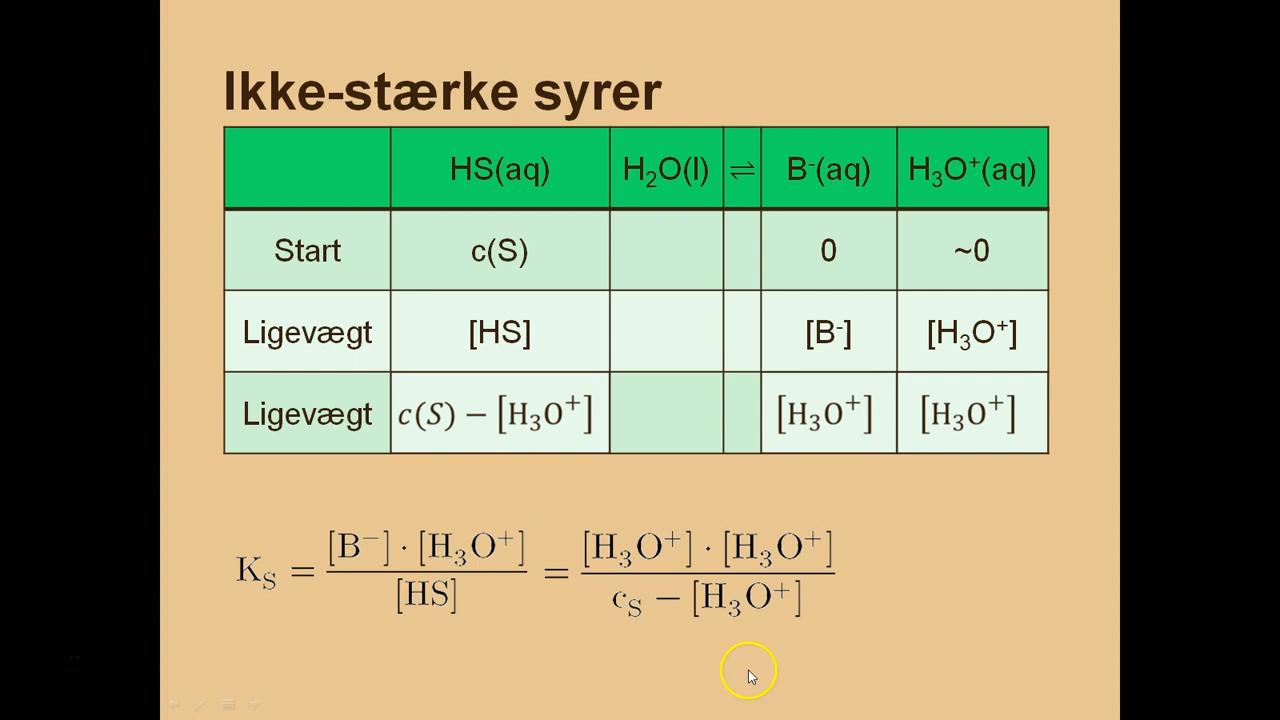 Ikke-stærke syrer
HS(aq) H₂O(l) ⇌ B⁻(aq) H₃O⁺(aq)
Start c(S) 0 ~0
Ligevægt [HS] [B⁻] [H₃O⁺]
Ligevægt c(S) − [H₃O⁺] [H₃O⁺] [H₃O⁺]
K_S = [B⁻] · [H₃O⁺] / [HS] = [H₃O⁺] · [H₃O⁺] / c_S − [H₃O⁺]